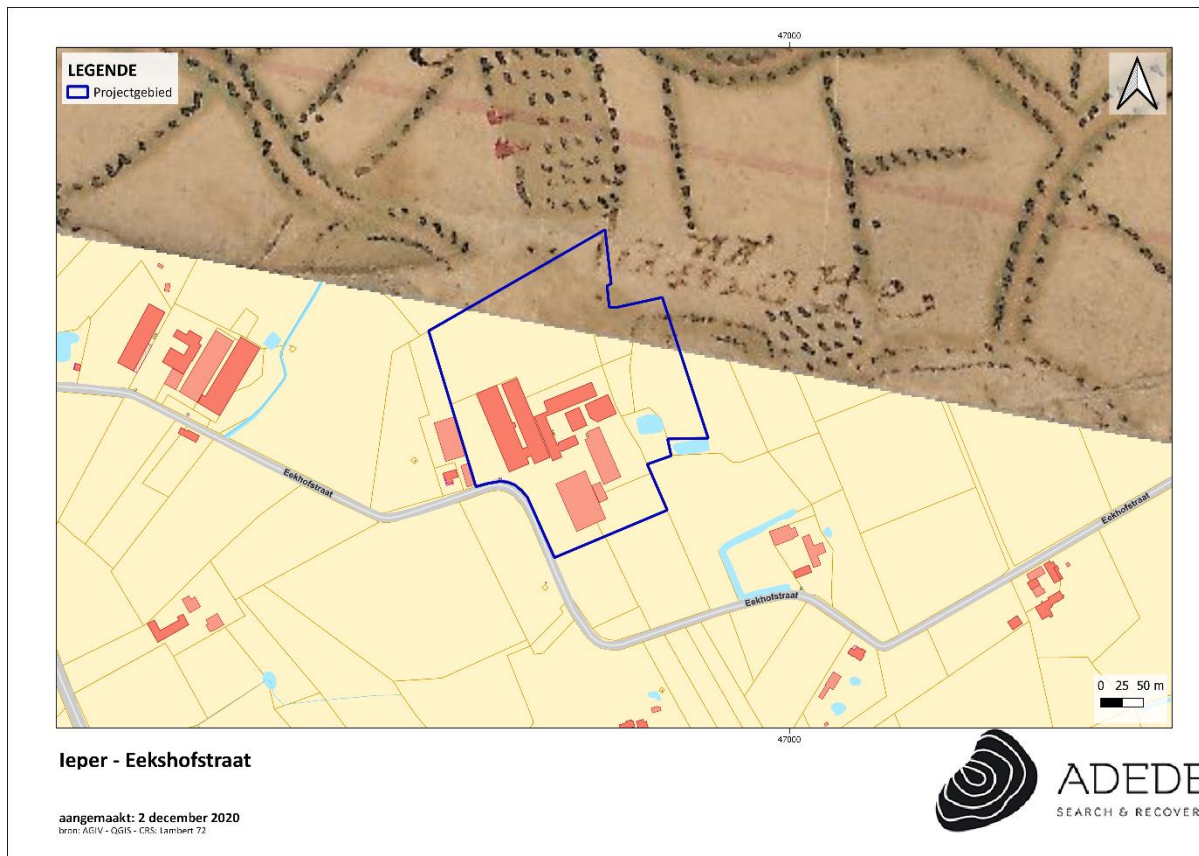 47000
LEGENDE
Projectgebied
Eekhofstraat
Eekhofstraat
Eekhofstraat
0 25 50 m
47000
Ieper - Eekshofstraat
aangemaakt: 2 december 2020
bron: AGIV - QGIS - CRS: Lambert 72
ADEDE
SEARCH & RECOVER